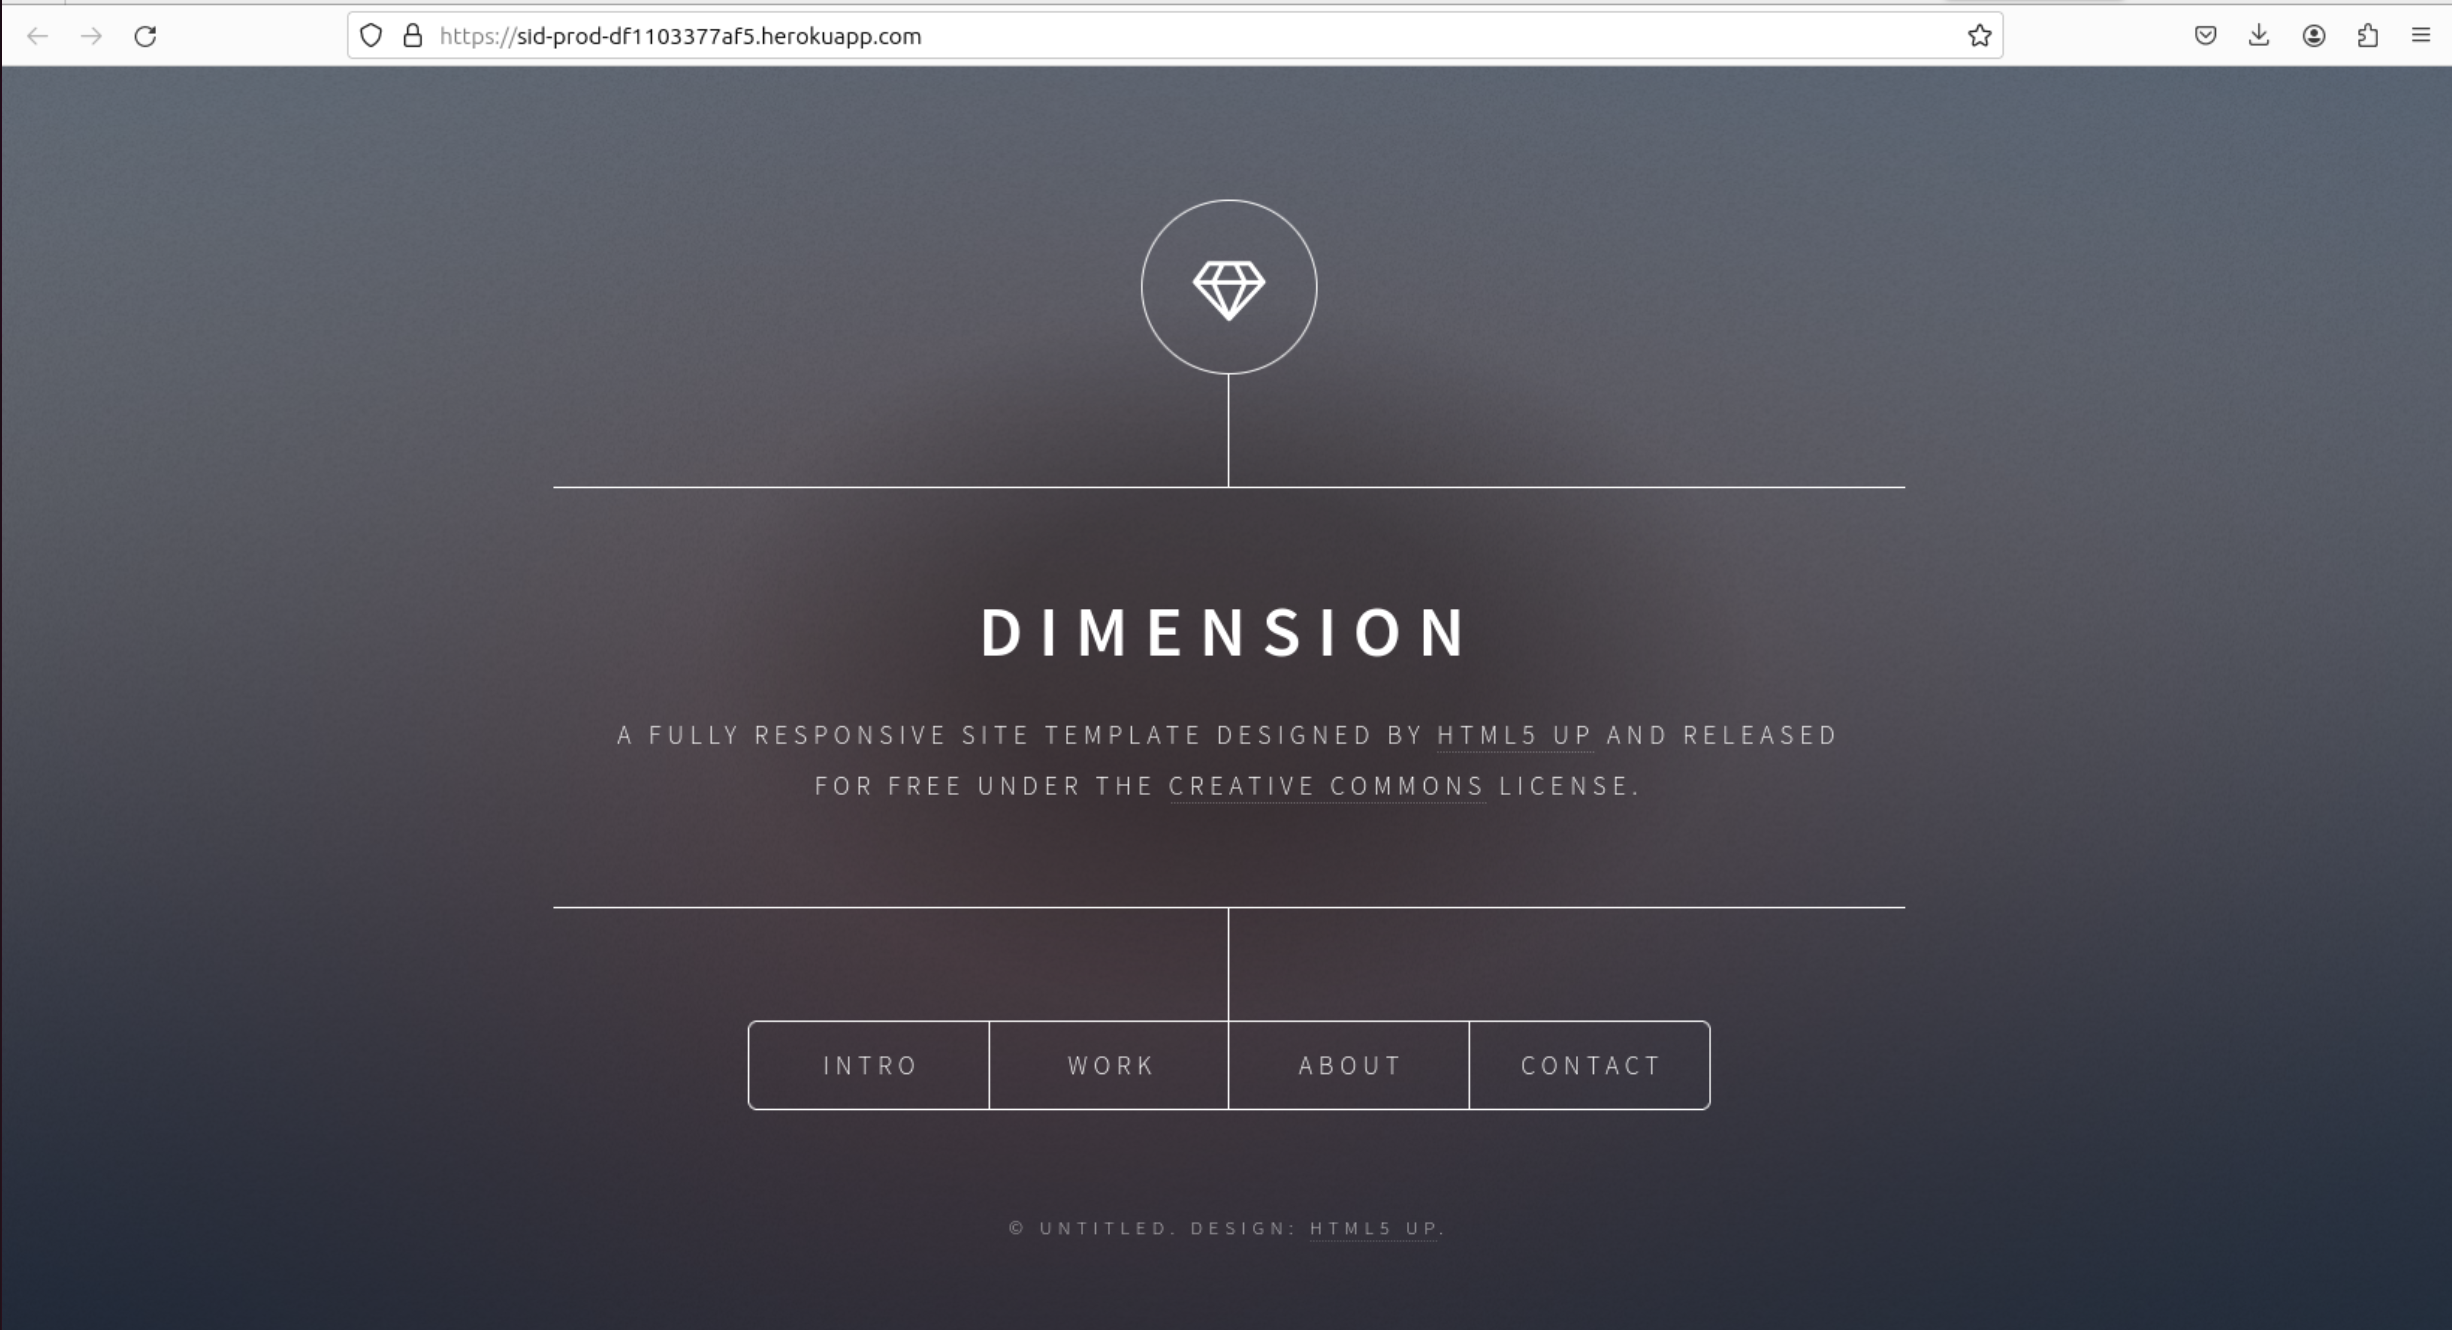 https://sid-prod-df1103377af5.herokuapp.com
DIMENSION
A FULLY RESPONSIVE SITE TEMPLATE DESIGNED BY HTML5 UP AND RELEASED
FOR FREE UNDER THE CREATIVE COMMONS LICENSE.
INTRO WORK ABOUT CONTACT
© UNTITLED. DESIGN: HTML5 UP.